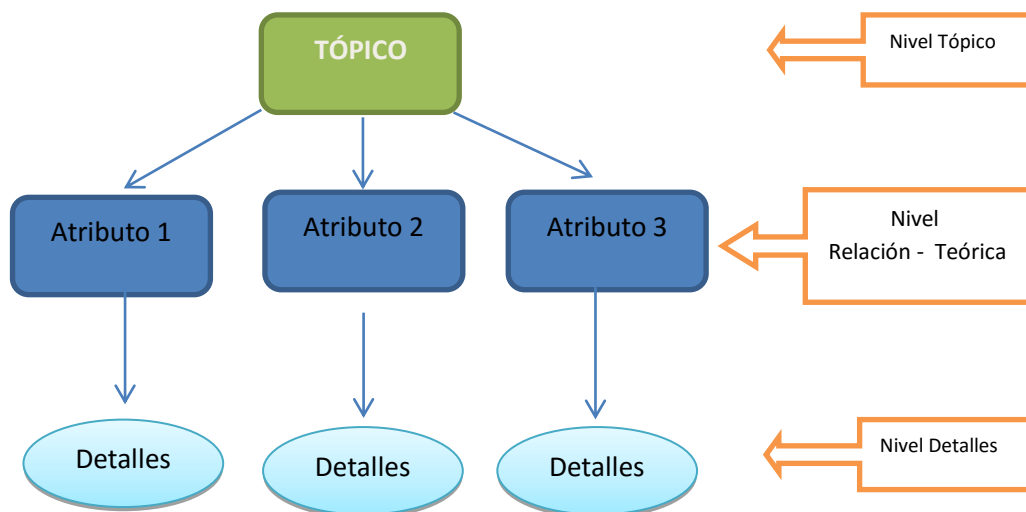 TÓPICO
Nivel Tópico
Atributo 1
Atributo 2
Atributo 3
Nivel
Relación - Teórica
Detalles
Detalles
Detalles
Nivel Detalles